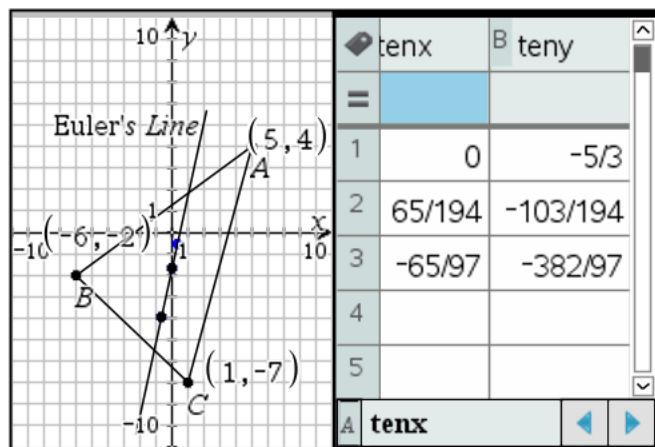 10 y
Euler's Line
(5,4)
A
1
x
(-6,-2)
-10
1
10
B
(1,-7)
C
-10
tenx
B teny
=
1 0 -5/3
2 65/194 -103/194
3 -65/97 -382/97
4
5
A tenx